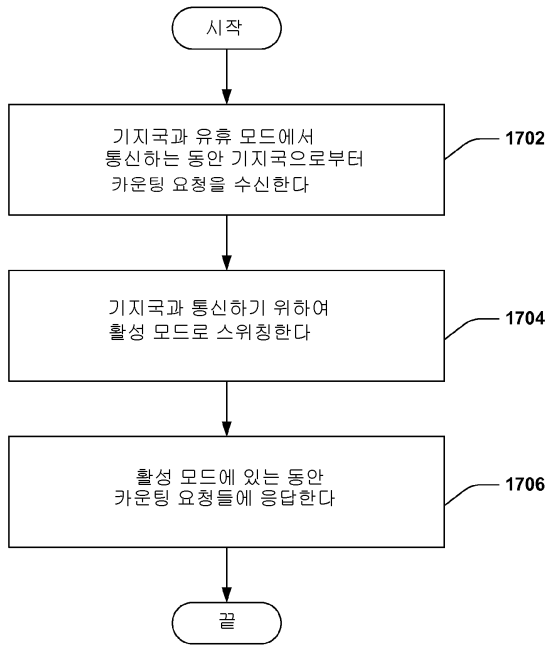 시작
기지국과 유휴 모드에서
통신하는 동안 기지국으로부터
카운팅 요청을 수신한다
1702
기지국과 통신하기 위하여
활성 모드로 스위칭한다
1704
활성 모드에 있는 동안
카운팅 요청들에 응답한다
1706
끝